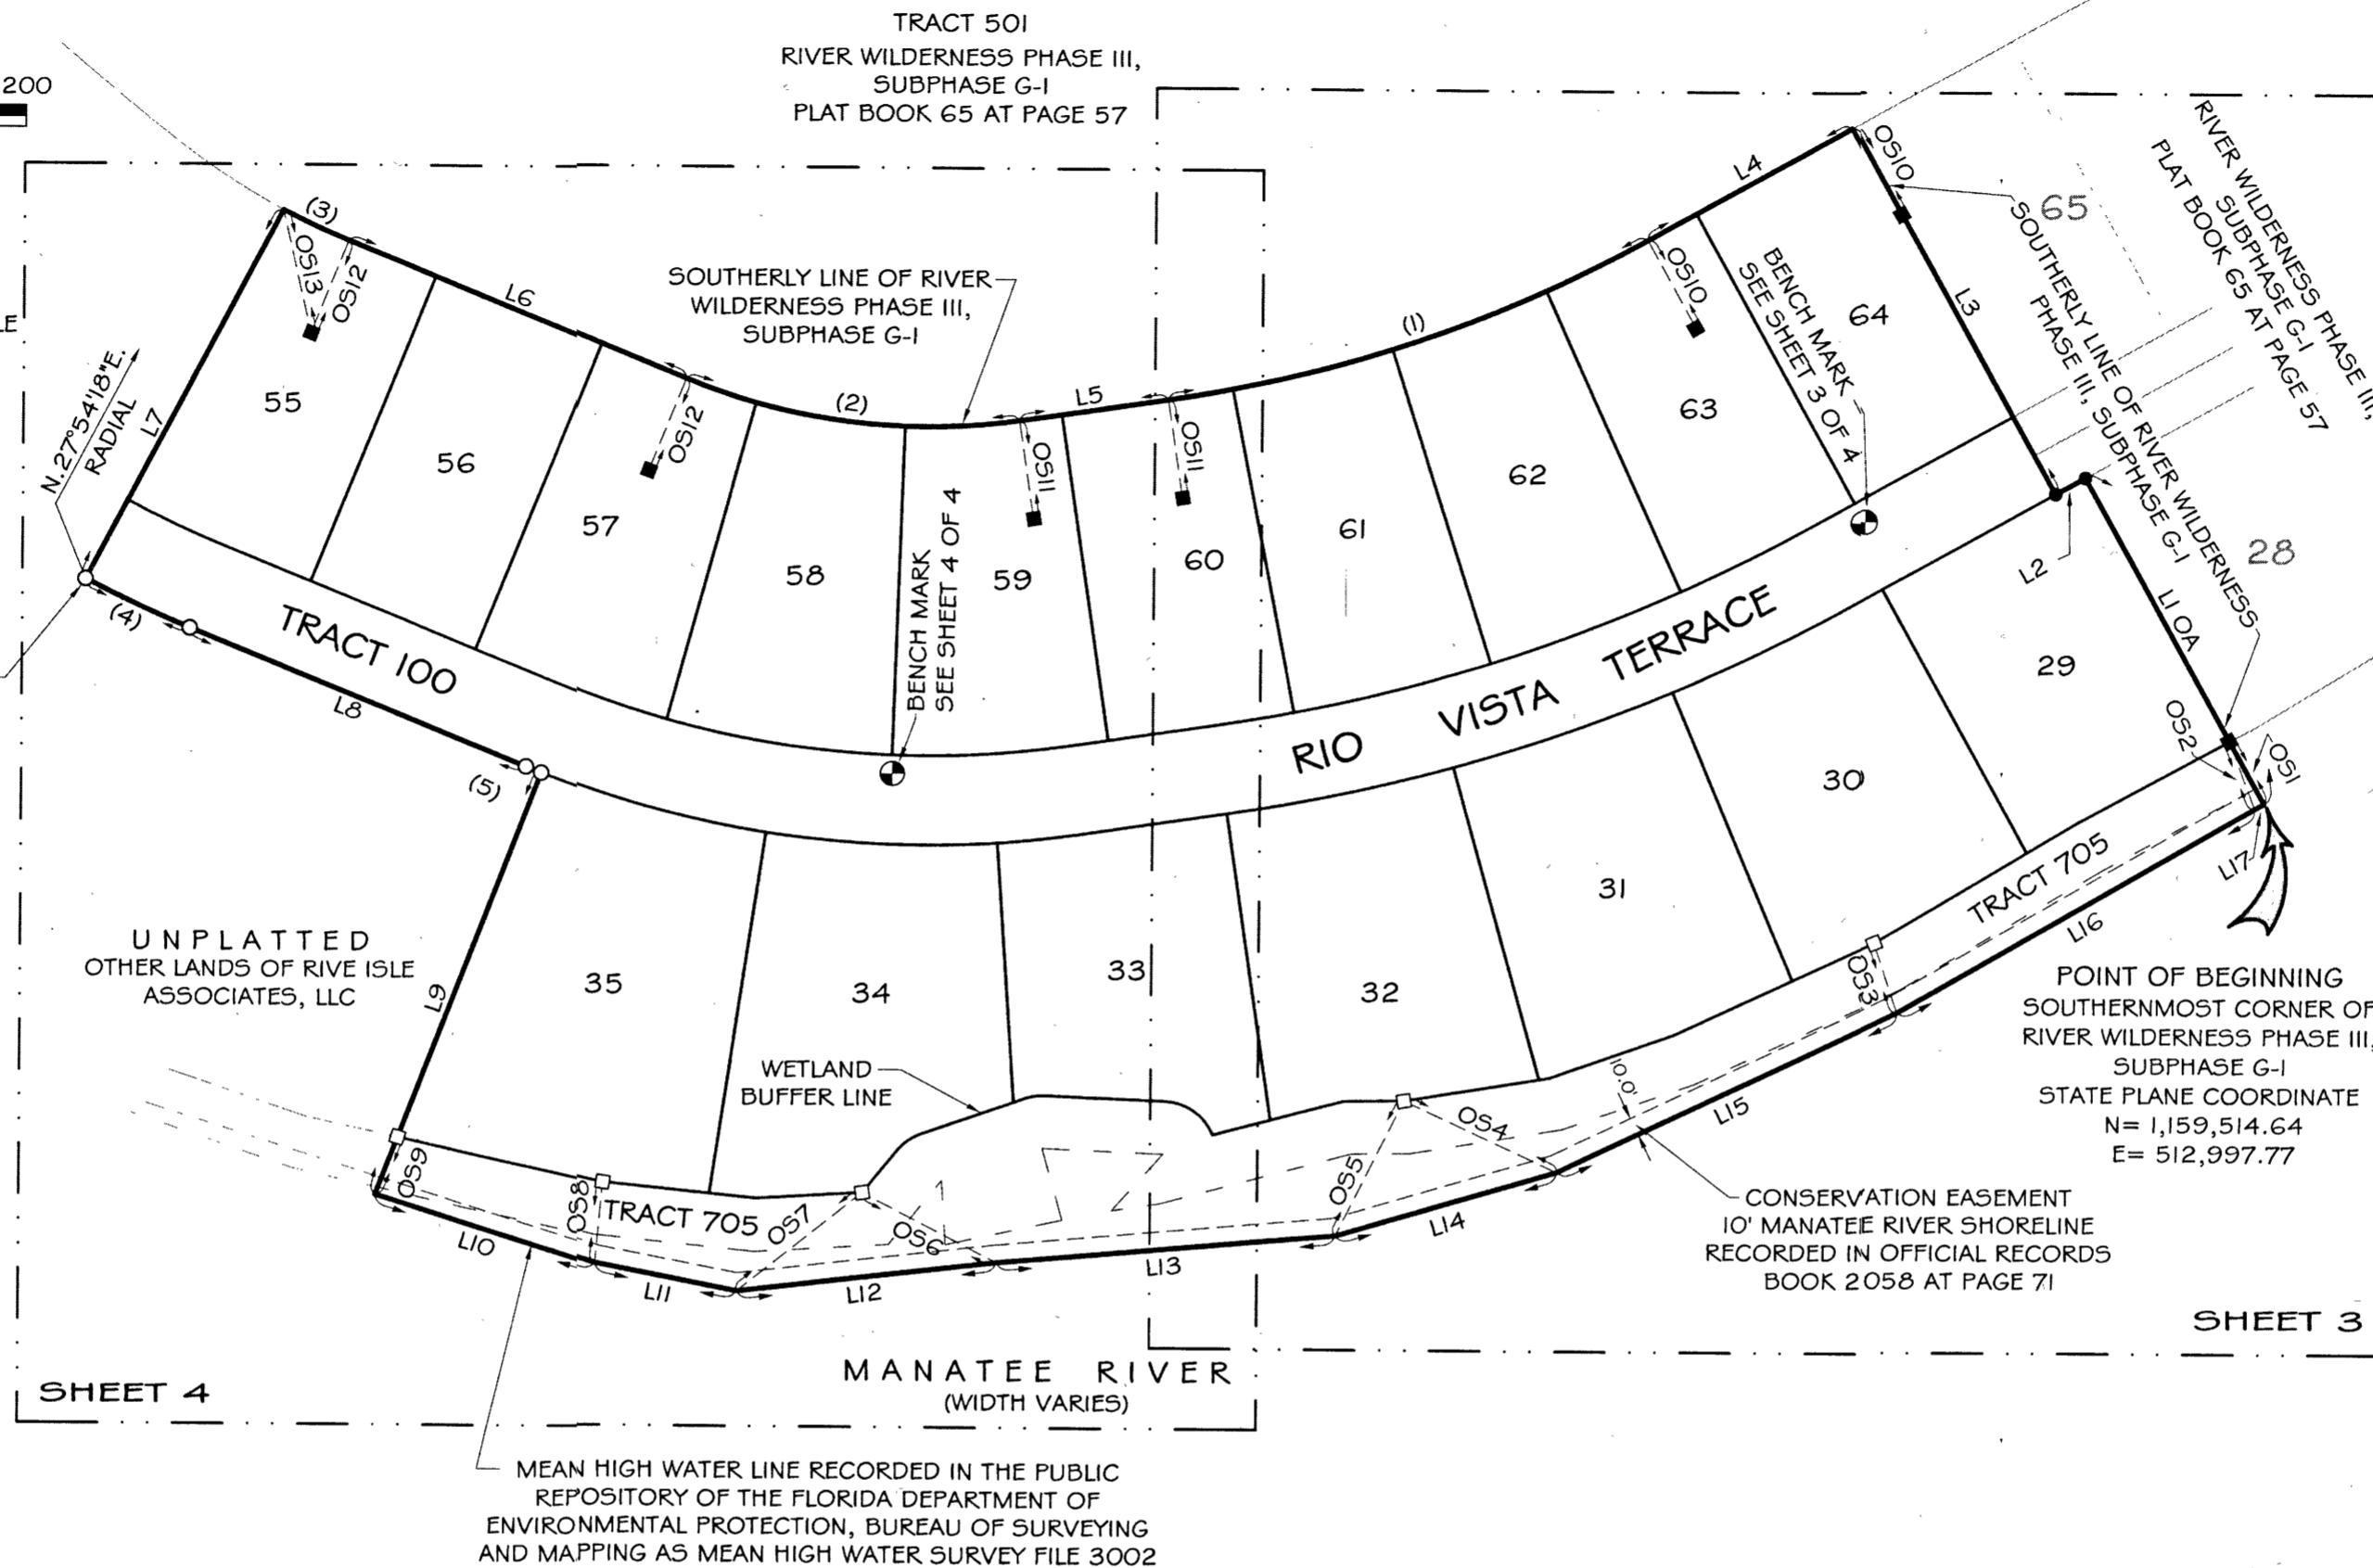 TRACT 501
RIVER WILDERNESS PHASE III,
SUBPHASE G-I
PLAT BOOK 65 AT PAGE 57
200
LE
(3)
OS13
OS12
L6
SOUTHERLY LINE OF RIVER
WILDERNESS PHASE III,
SUBPHASE G-I
N.27°54'18"E.
RADIAL
L7
55
56
57
OS12
(2)
L5
OS11
OS11
(1)
58
59
60
61
62
63
64
BENCH MARK
SEE SHEET 4 OF 4
OS10
L4
OS10
BENCH MARK
SEE SHEET 3 OF 4
L3
65
SOUTHERLY LINE OF RIVER WILDERNESS
PHASE III, SUBPHASE G-I
RIVER WILDERNESS PHASE III,
SUBPHASE G-I
PLAT BOOK 65 AT PAGE 57
L2
28
L1 OA
(4)
TRACT 100
L8
(5)
RIO VISTA TERRACE
29
30
31
32
33
34
35
OS2
OS1
L17
TRACT 705
L16
OS3
UNPLATTED
OTHER LANDS OF RIVE ISLE
ASSOCIATES, LLC
L9
POINT OF BEGINNING
SOUTHERNMOST CORNER OF
RIVER WILDERNESS PHASE III,
SUBPHASE G-I
STATE PLANE COORDINATE
N= 1,159,514.64
E= 512,997.77
WETLAND
BUFFER LINE
10.0'
L15
OS4
OS5
L14
OS9
OS8
TRACT 705
OS7
OS6
L10
L11
L12
L13
CONSERVATION EASEMENT
10' MANATEE RIVER SHORELINE
RECORDED IN OFFICIAL RECORDS
BOOK 2058 AT PAGE 71
SHEET 3
SHEET 4
MANATEE RIVER
(WIDTH VARIES)
MEAN HIGH WATER LINE RECORDED IN THE PUBLIC
REPOSITORY OF THE FLORIDA DEPARTMENT OF
ENVIRONMENTAL PROTECTION, BUREAU OF SURVEYING
AND MAPPING AS MEAN HIGH WATER SURVEY FILE 3002